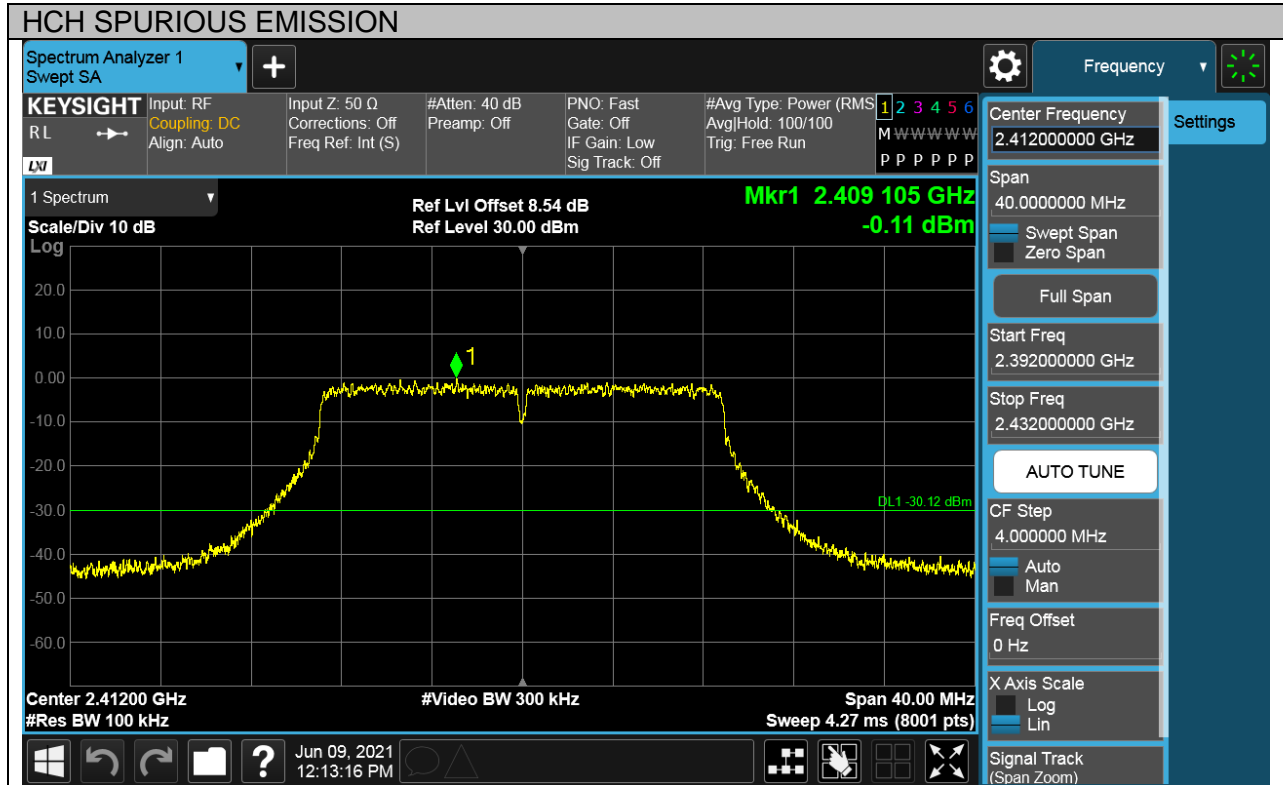 HCH SPURIOUS EMISSION
Spectrum Analyzer 1
Swept SA
+
Frequency
KEYSIGHT
RL
LXI
Input: RF
Coupling: DC
Align: Auto
Input Z: 50 Ω
Corrections: Off
Freq Ref: Int (S)
#Atten: 40 dB
Preamp: Off
PNO: Fast
Gate: Off
IF Gain: Low
Sig Track: Off
#Avg Type: Power (RMS
Avg|Hold: 100/100
Trig: Free Run
1 2 3 4 5 6
M W W W W W
P P P P P P
1 Spectrum
Scale/Div 10 dB
Ref Lvl Offset 8.54 dB
Ref Level 30.00 dBm
Mkr1 2.409 105 GHz
-0.11 dBm
Log
20.0
10.0
0.00
-10.0
-20.0
-30.0
-40.0
-50.0
-60.0
1
DL1 -30.12 dBm
Center 2.41200 GHz
#Res BW 100 kHz
#Video BW 300 kHz
Span 40.00 MHz
Sweep 4.27 ms (8001 pts)
Center Frequency
2.412000000 GHz
Settings
Span
40.0000000 MHz
Swept Span
Zero Span
Full Span
Start Freq
2.392000000 GHz
Stop Freq
2.432000000 GHz
AUTO TUNE
CF Step
4.000000 MHz
Auto
Man
Freq Offset
0 Hz
X Axis Scale
Log
Lin
Signal Track
(Span Zoom)
?
Jun 09, 2021
12:13:16 PM